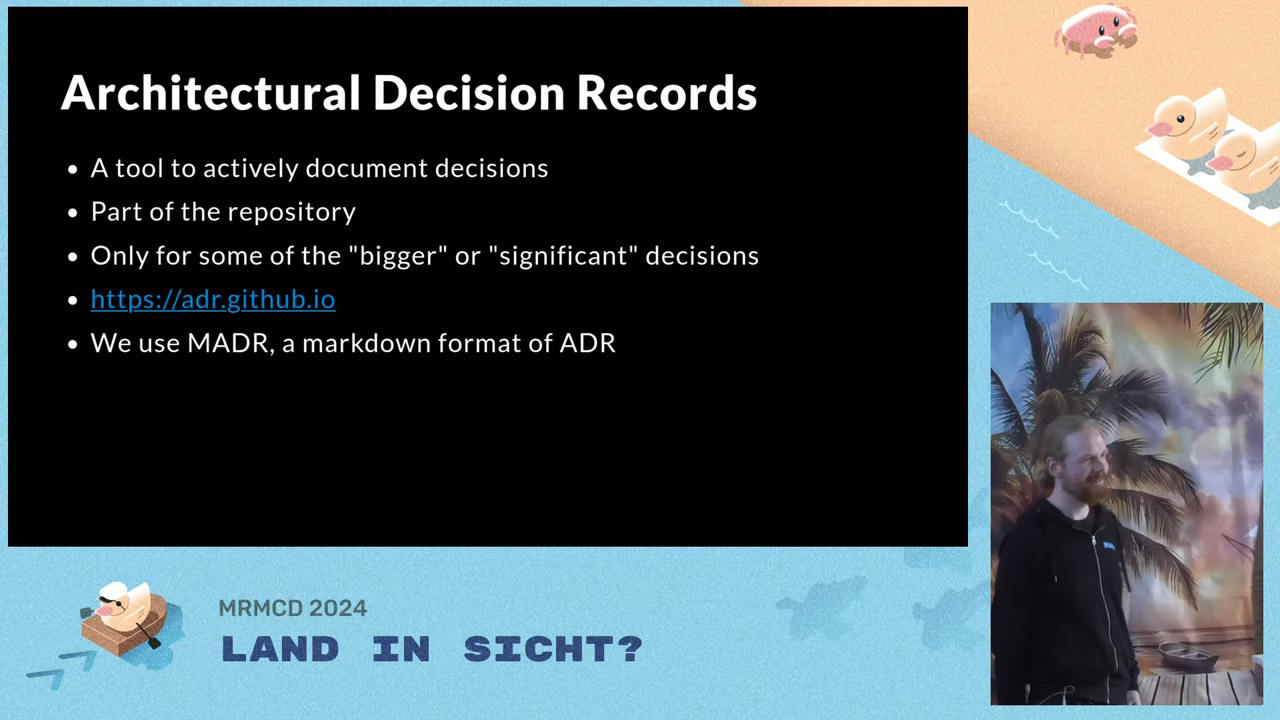 Architectural Decision Records
A tool to actively document decisions
Part of the repository
Only for some of the "bigger" or "significant" decisions
https://adr.github.io
We use MADR, a markdown format of ADR
MRMCD 2024
LAND IN SICHT?